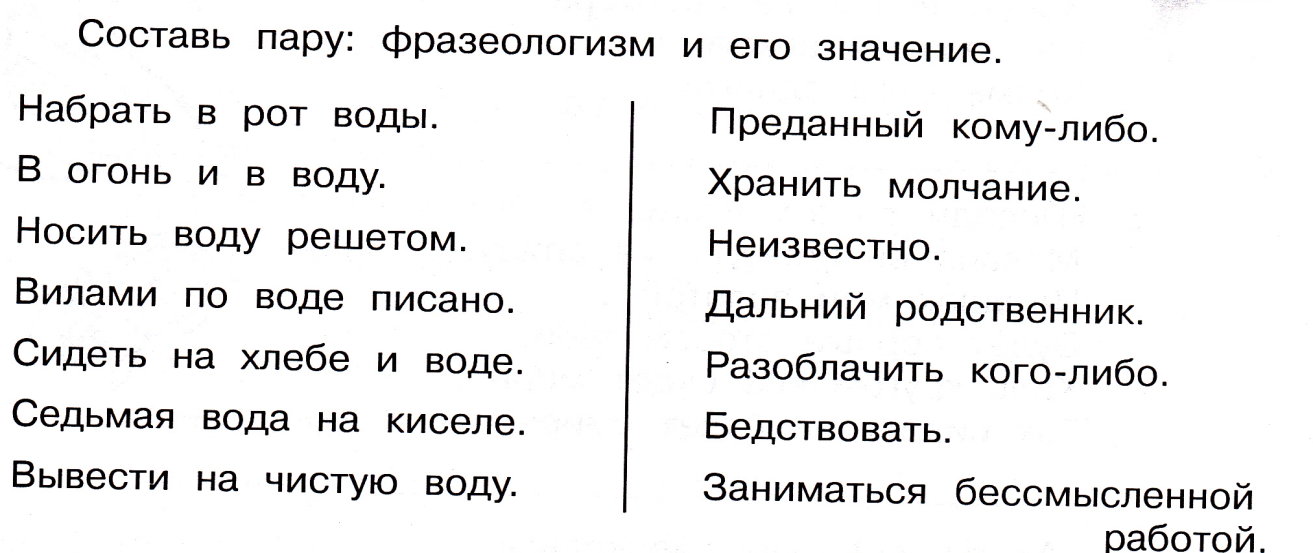 Составь пару: фразеологизм и его значение.
Набрать в рот воды.
В огонь и в воду.
Носить воду решетом.
Вилами по воде писано.
Сидеть на хлебе и воде.
Седьмая вода на киселе.
Вывести на чистую воду.
Преданный кому-либо.
Хранить молчание.
Неизвестно.
Дальний родственник.
Разоблачить кого-либо.
Бедствовать.
Заниматься бессмысленной
работой.